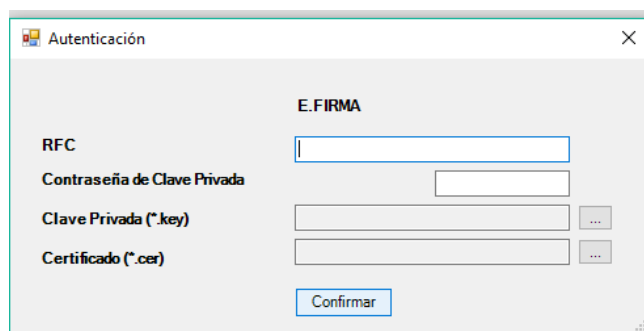 Autenticación
E.FIRMA
RFC
Contraseña de Clave Privada
Clave Privada (*.key)
...
Certificado (*.cer)
...
Confirmar